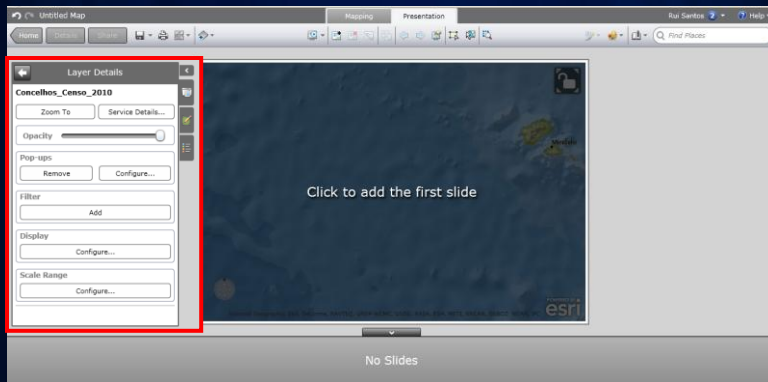 Untitled Map
Mapping
Presentation
Rui Santos 2
Help
Home
Details
Share
Find Places
Layer Details
Concelhos_Censo_2010
Zoom To
Service Details...
Opacity
Pop-ups
Remove
Configure...
Filter
Add
Display
Configure...
Scale Range
Configure...
Click to add the first slide
esri
No Slides